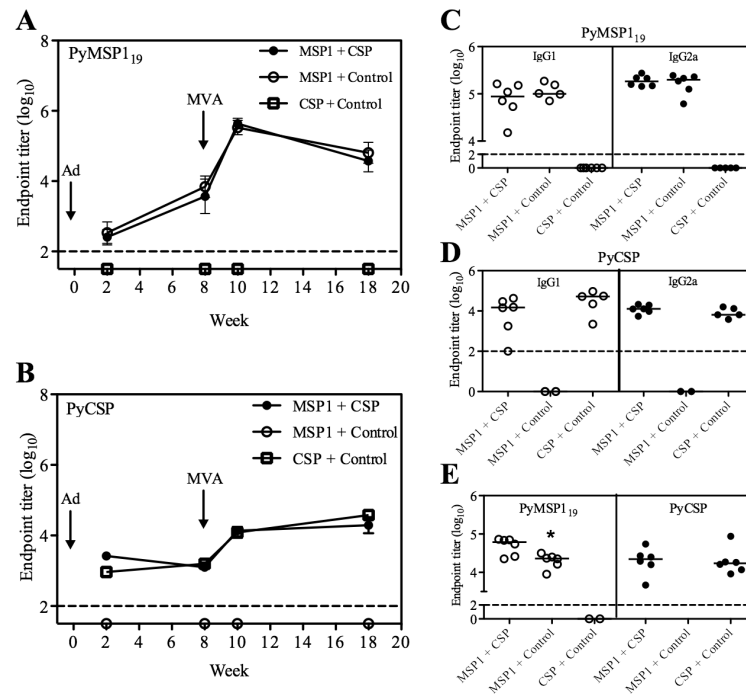 A
PyMSP1₁₉
MSP1 + CSP
MSP1 + Control
CSP + Control
MVA
Ad
Endpoint titer (log₁₀)
8
6
4
2
0 2 4 6 8 10 12 14 16 18 20
Week
B
PyCSP
MSP1 + CSP
MSP1 + Control
CSP + Control
MVA
Ad
Endpoint titer (log₁₀)
8
6
4
2
0 2 4 6 8 10 12 14 16 18 20
Week
C
PyMSP1₁₉
IgG1 IgG2a
Endpoint titer (log₁₀)
6
5
4
2
0
MSP1 + CSP
MSP1 + Control
CSP + Control
MSP1 + CSP
MSP1 + Control
CSP + Control
D
PyCSP
IgG1 IgG2a
Endpoint titer (log₁₀)
6
4
2
0
MSP1 + CSP
MSP1 + Control
CSP + Control
MSP1 + CSP
MSP1 + Control
CSP + Control
E
PyMSP1₁₉ PyCSP
*
Endpoint titer (log₁₀)
6
5
4
2
0
MSP1 + CSP
MSP1 + Control
CSP + Control
MSP1 + CSP
MSP1 + Control
CSP + Control